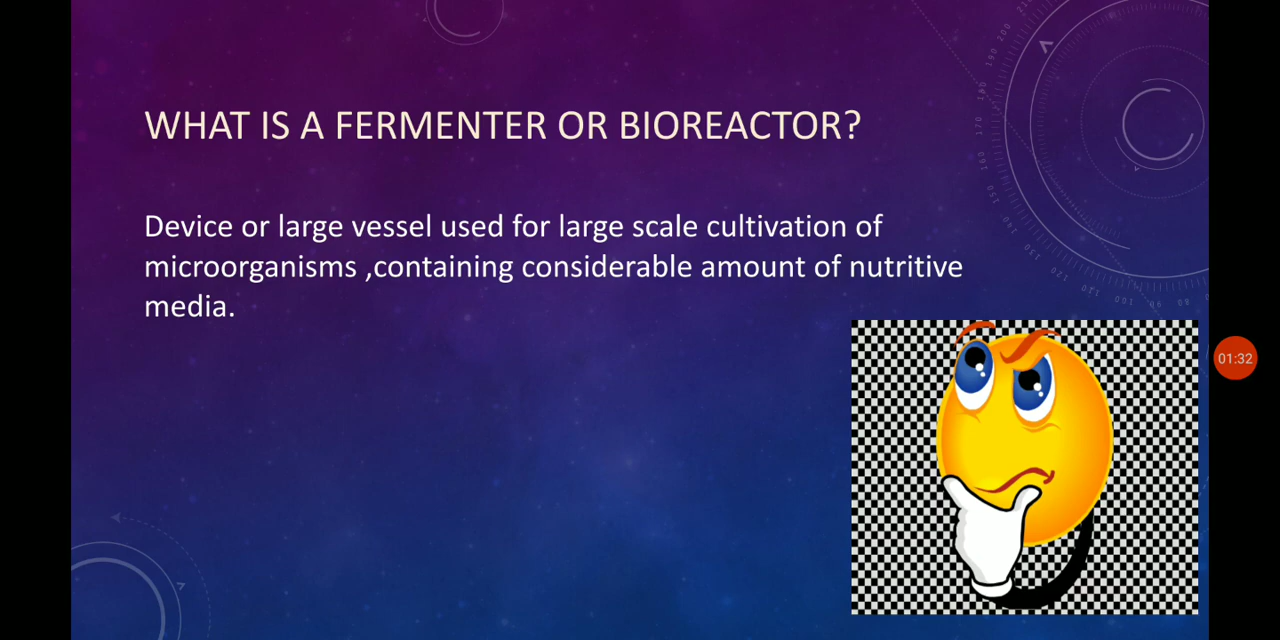 WHAT IS A FERMENTER OR BIOREACTOR?
Device or large vessel used for large scale cultivation of
microorganisms ,containing considerable amount of nutritive
media.
01:32